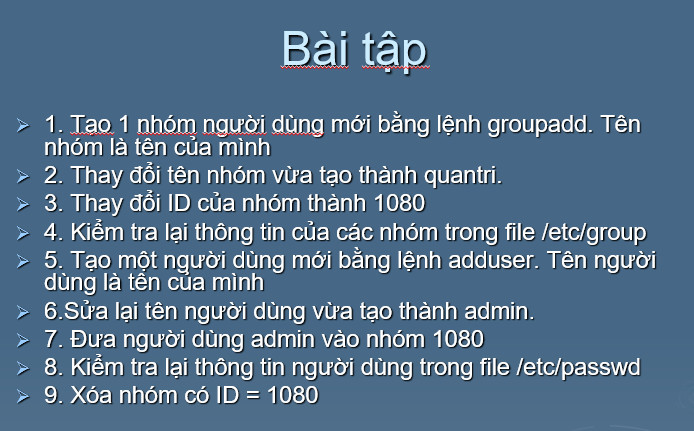 Bài tập
1. Tạo 1 nhóm người dùng mới bằng lệnh groupadd. Tên
nhóm là tên của mình
2. Thay đổi tên nhóm vừa tạo thành quantri.
3. Thay đổi ID của nhóm thành 1080
4. Kiểm tra lại thông tin của các nhóm trong file /etc/group
5. Tạo một người dùng mới bằng lệnh adduser. Tên người
dùng là tên của mình
6.Sửa lại tên người dùng vừa tạo thành admin.
7. Đưa người dùng admin vào nhóm 1080
8. Kiểm tra lại thông tin người dùng trong file /etc/passwd
9. Xóa nhóm có ID = 1080